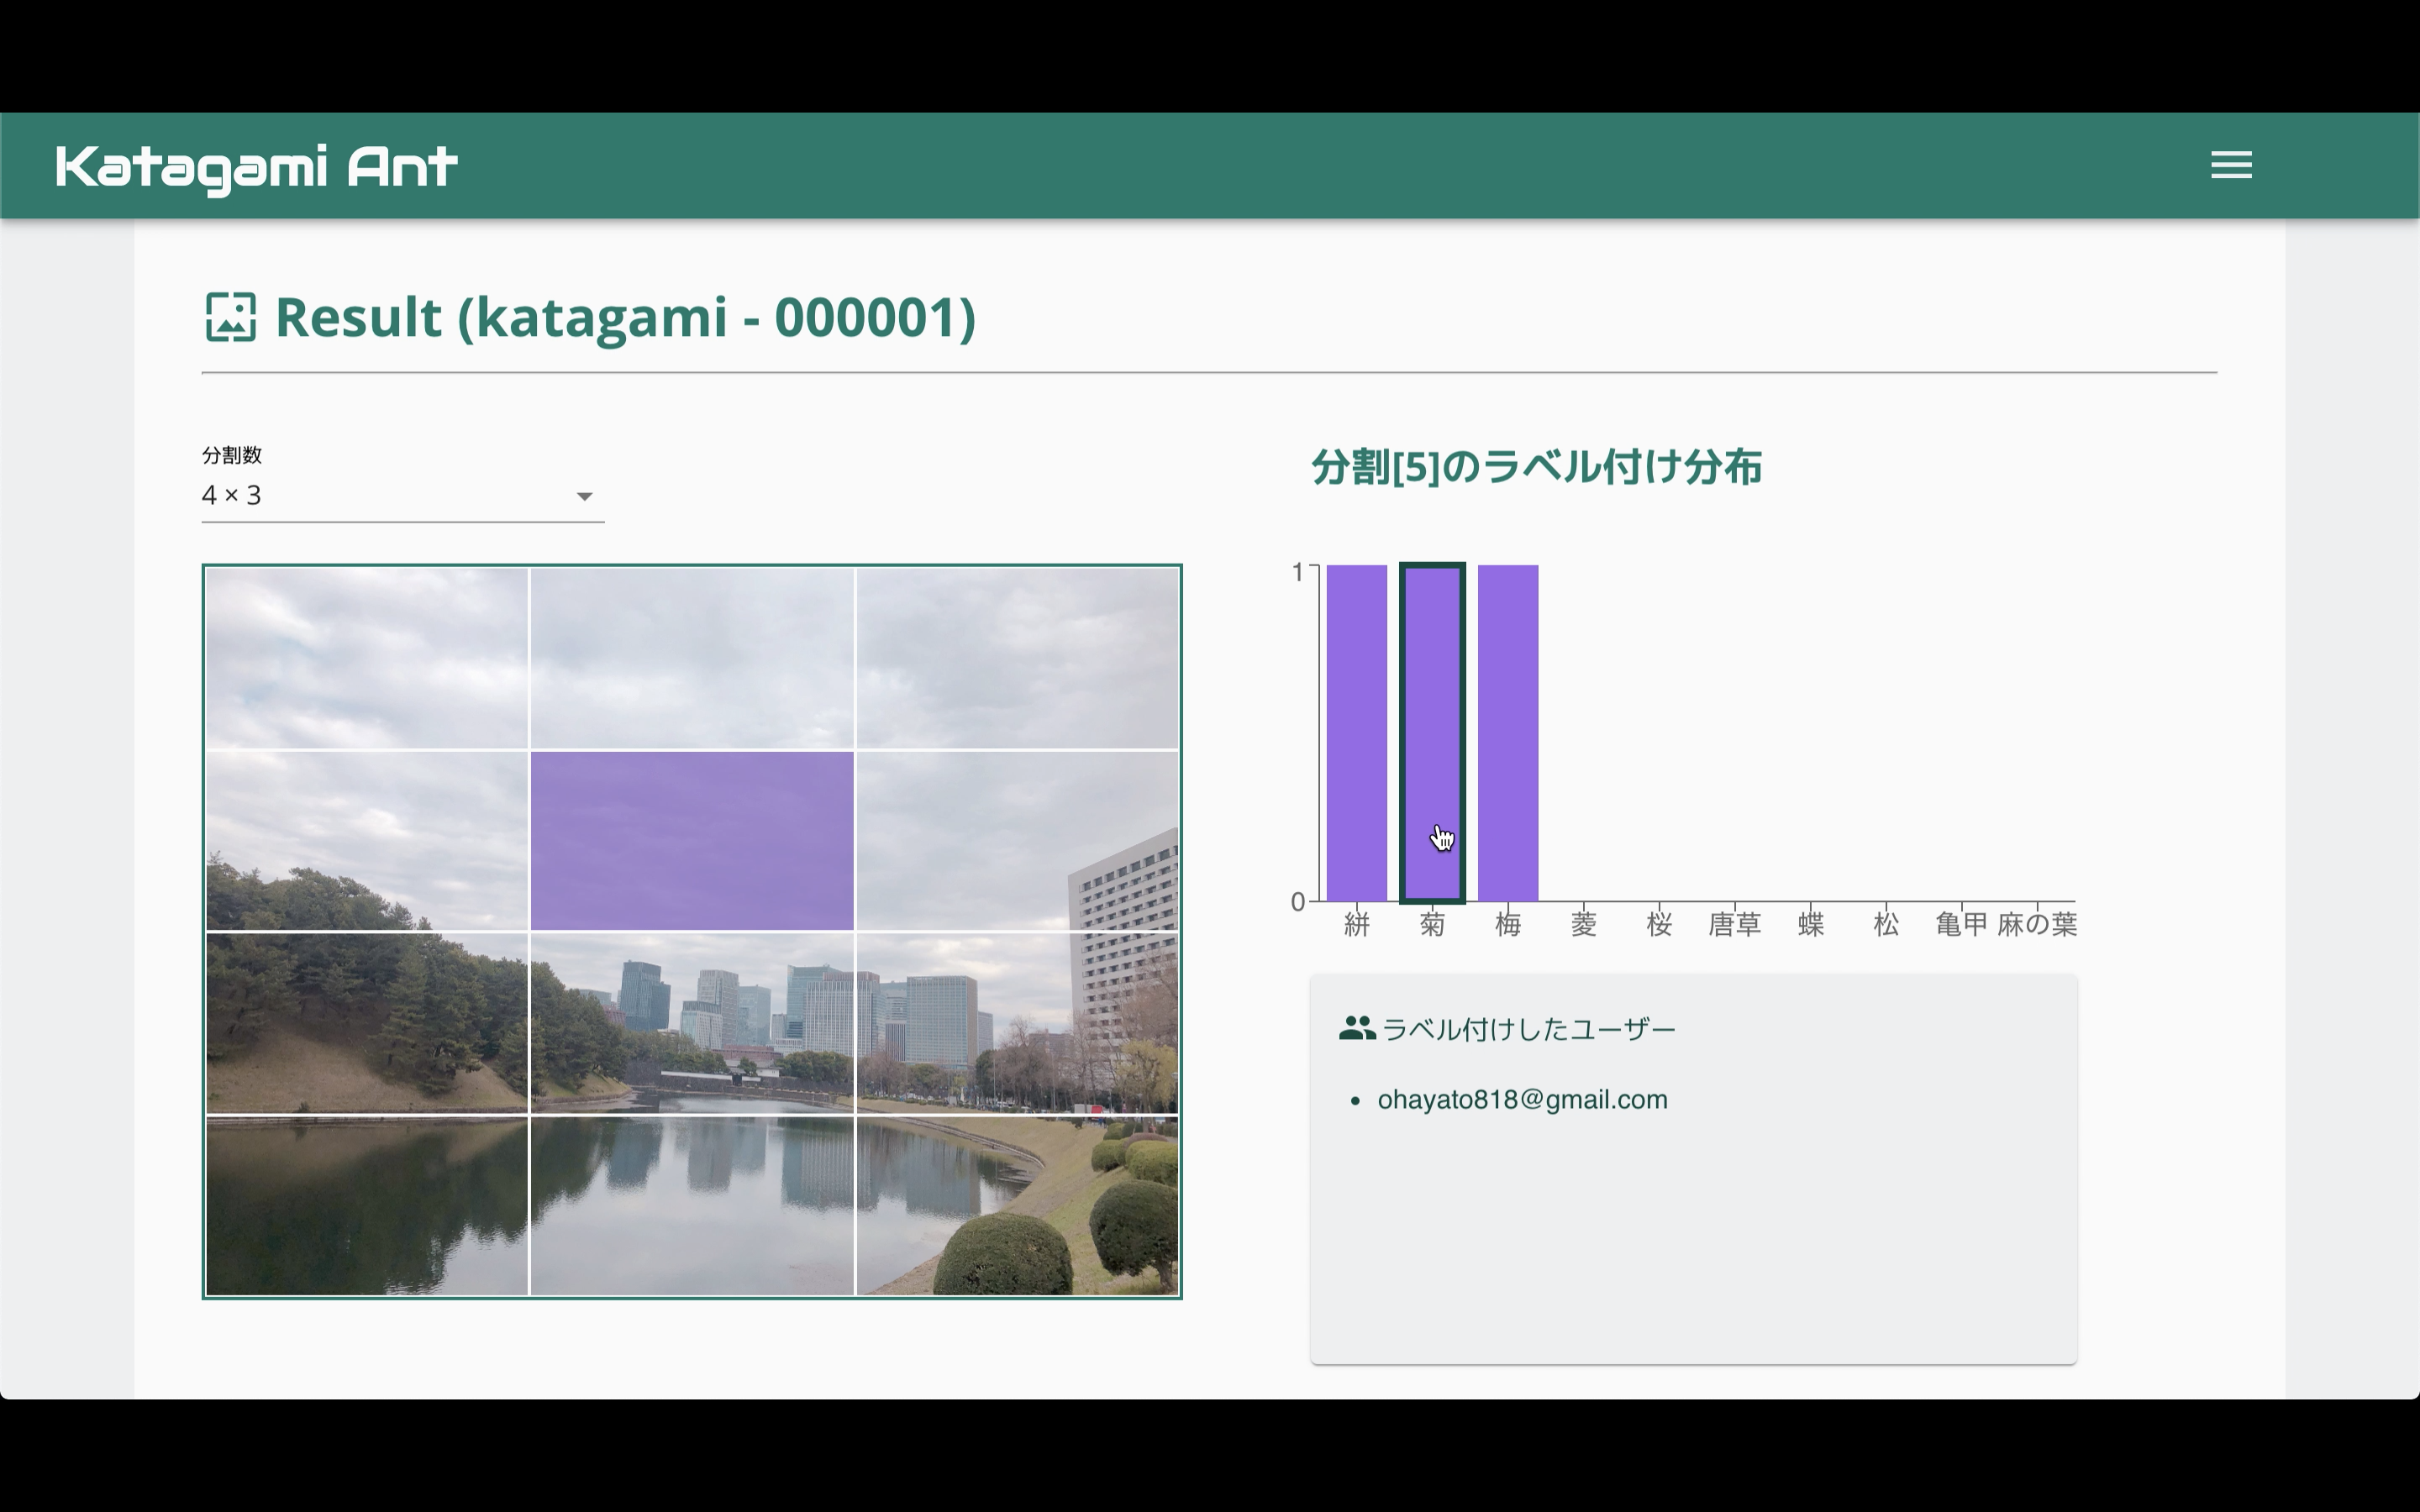 Katagami Ant
Result (katagami - 000001)
分割数
4 × 3
分割[5]のラベル付け分布
1
0
絣 菊 梅 菱 桜 唐草 蝶 松 亀甲 麻の葉
ラベル付けしたユーザー
• ohayato818@gmail.com